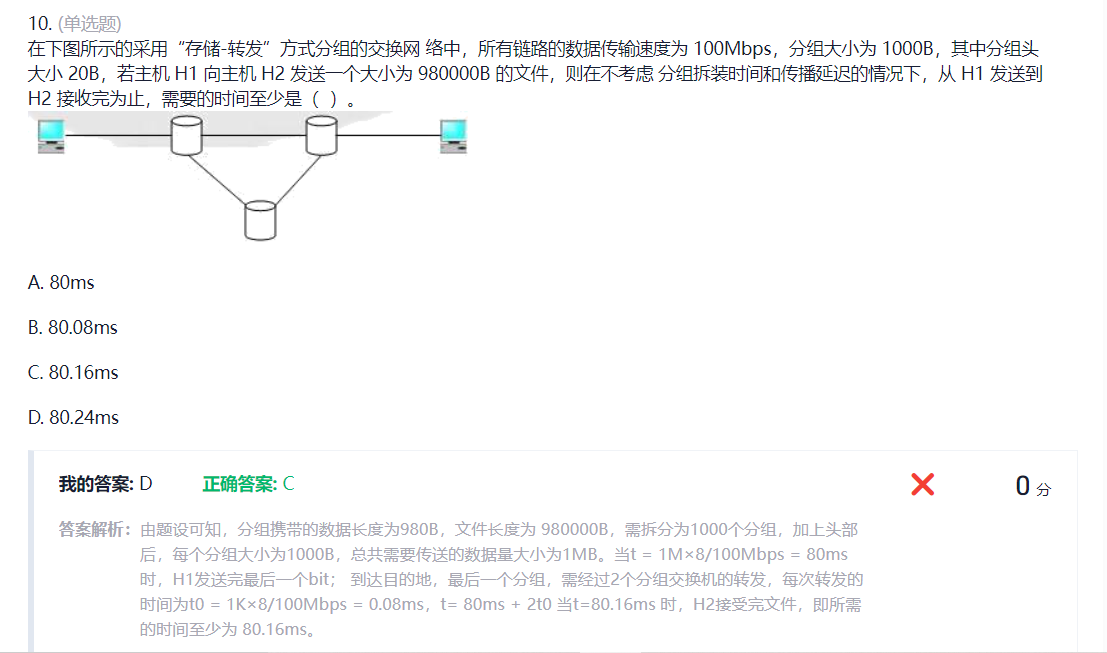 10. (单选题)
在下图所示的采用“存储-转发”方式分组的交换网 络中，所有链路的数据传输速度为 100Mbps，分组大小为 1000B，其中分组头
大小 20B，若主机 H1 向主机 H2 发送一个大小为 980000B 的文件，则在不考虑 分组拆装时间和传播延迟的情况下，从 H1 发送到
H2 接收完为止，需要的时间至少是（ ）。
A. 80ms
B. 80.08ms
C. 80.16ms
D. 80.24ms
我的答案: D 正确答案: C 0 分
答案解析： 由题设可知，分组携带的数据长度为980B，文件长度为 980000B，需拆分为1000个分组，加上头部
后，每个分组大小为1000B，总共需要传送的数据量大小为1MB。当t = 1M×8/100Mbps = 80ms
时，H1发送完最后一个bit； 到达目的地，最后一个分组，需经过2个分组交换机的转发，每次转发的
时间为t0 = 1K×8/100Mbps = 0.08ms，t= 80ms + 2t0 当t=80.16ms 时，H2接受完文件，即所需
的时间至少为 80.16ms。